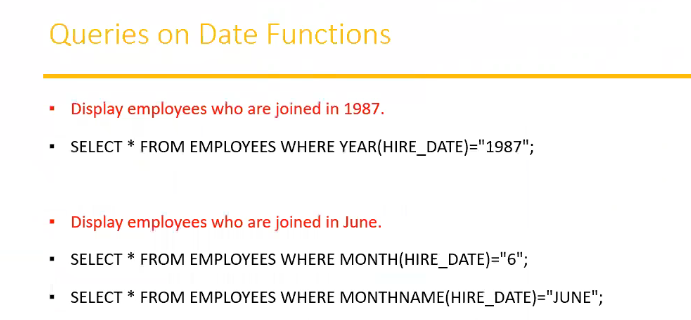 Queries on Date Functions
▪ Display employees who are joined in 1987.
▪ SELECT * FROM EMPLOYEES WHERE YEAR(HIRE_DATE)="1987";
▪ Display employees who are joined in June.
▪ SELECT * FROM EMPLOYEES WHERE MONTH(HIRE_DATE)="6";
▪ SELECT * FROM EMPLOYEES WHERE MONTHNAME(HIRE_DATE)="JUNE";